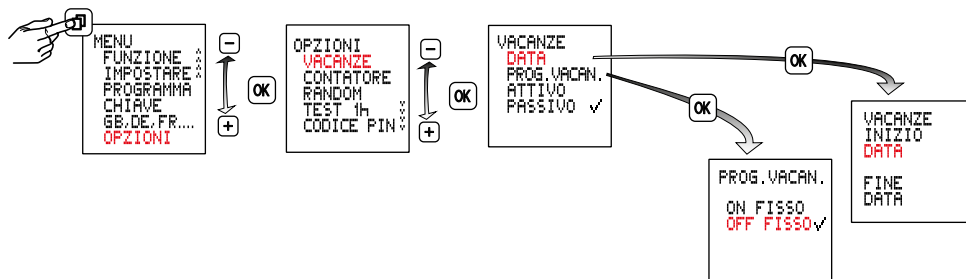 MENU
FUNZIONE
IMPOSTARE
PROGRAMMA
CHIAVE
GB,DE,FR....
OPZIONI
OK
OPZIONI
VACANZE
CONTATORE
RANDOM
TEST 1h
CODICE PIN
OK
VACANZE
DATA
PROG.VACAN.
ATTIVO
PASSIVO ✓
OK
OK
PROG.VACAN.
ON FISSO
OFF FISSO ✓
VACANZE
INIZIO
DATA
FINE
DATA